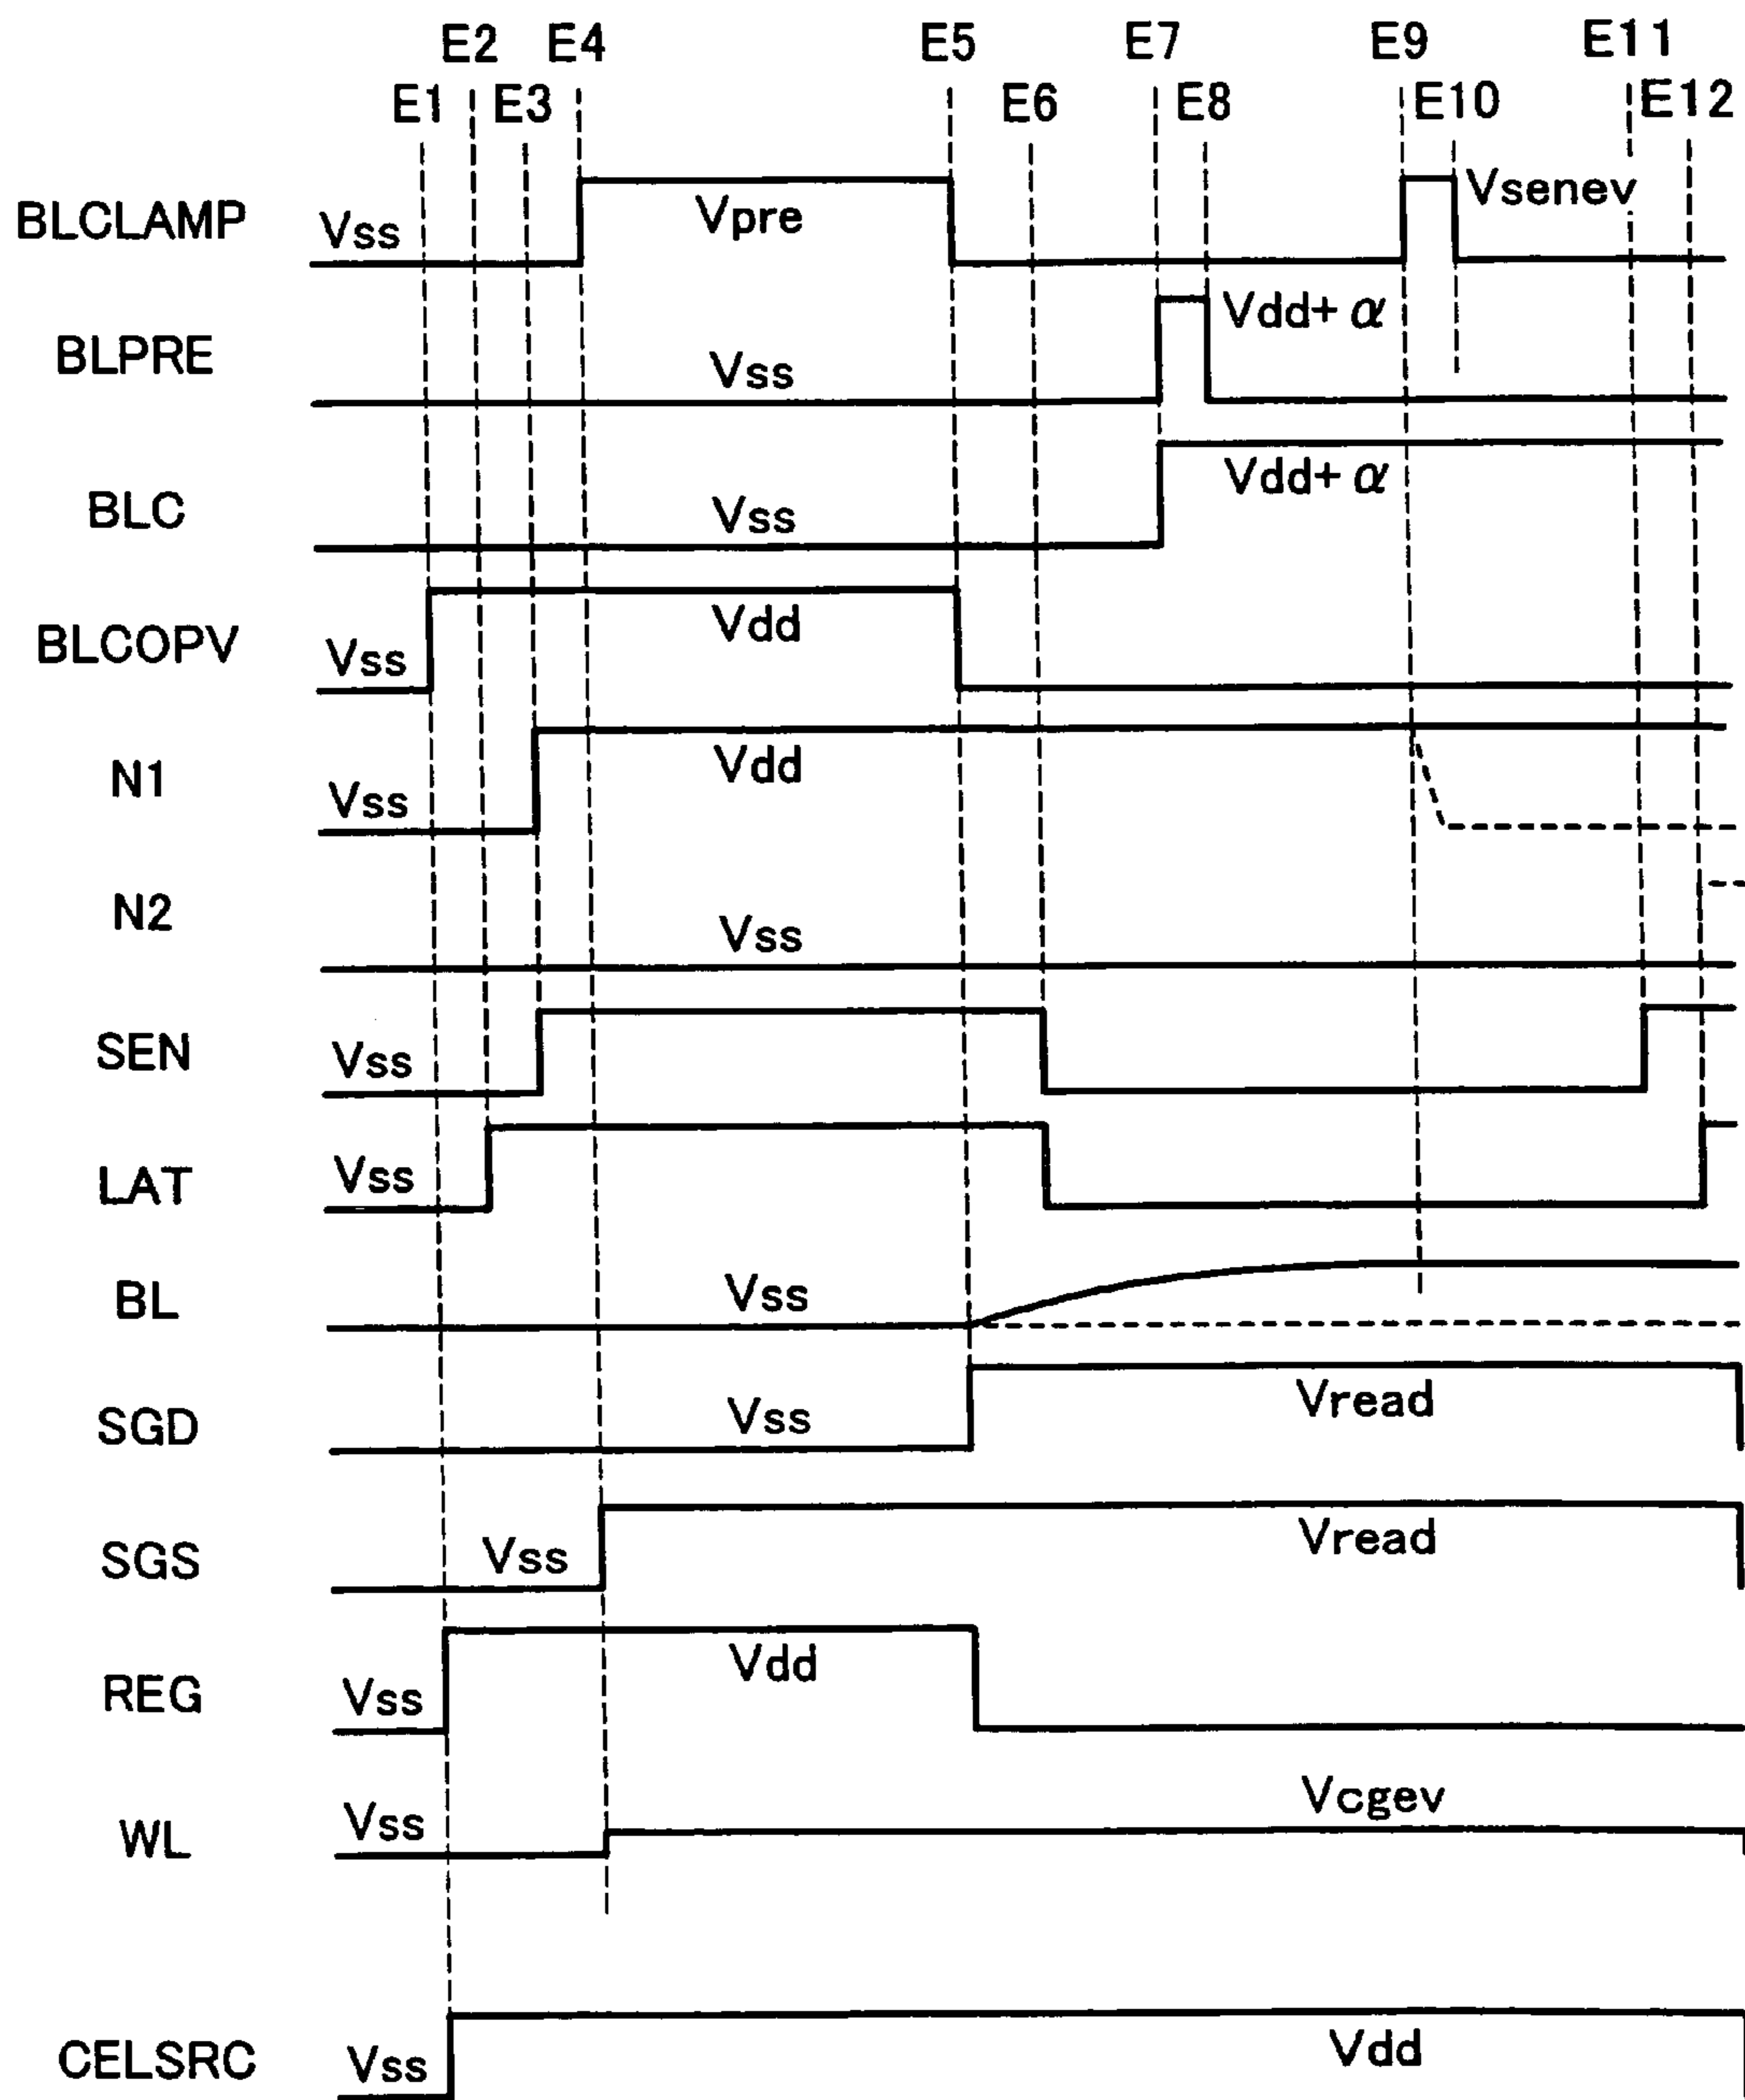 E2 E4 E5 E7 E9 E11
E1 E3 E6 E8 E10 E12
BLCLAMP Vss Vpre Vsenev
BLPRE Vss Vdd+α
BLC Vss Vdd+α
BLCOPV Vss Vdd
N1 Vss Vdd
N2 Vss
SEN Vss
LAT Vss
BL Vss
SGD Vss Vread
SGS Vss Vread
REG Vss Vdd
WL Vss Vcgev
CELSRC Vss Vdd